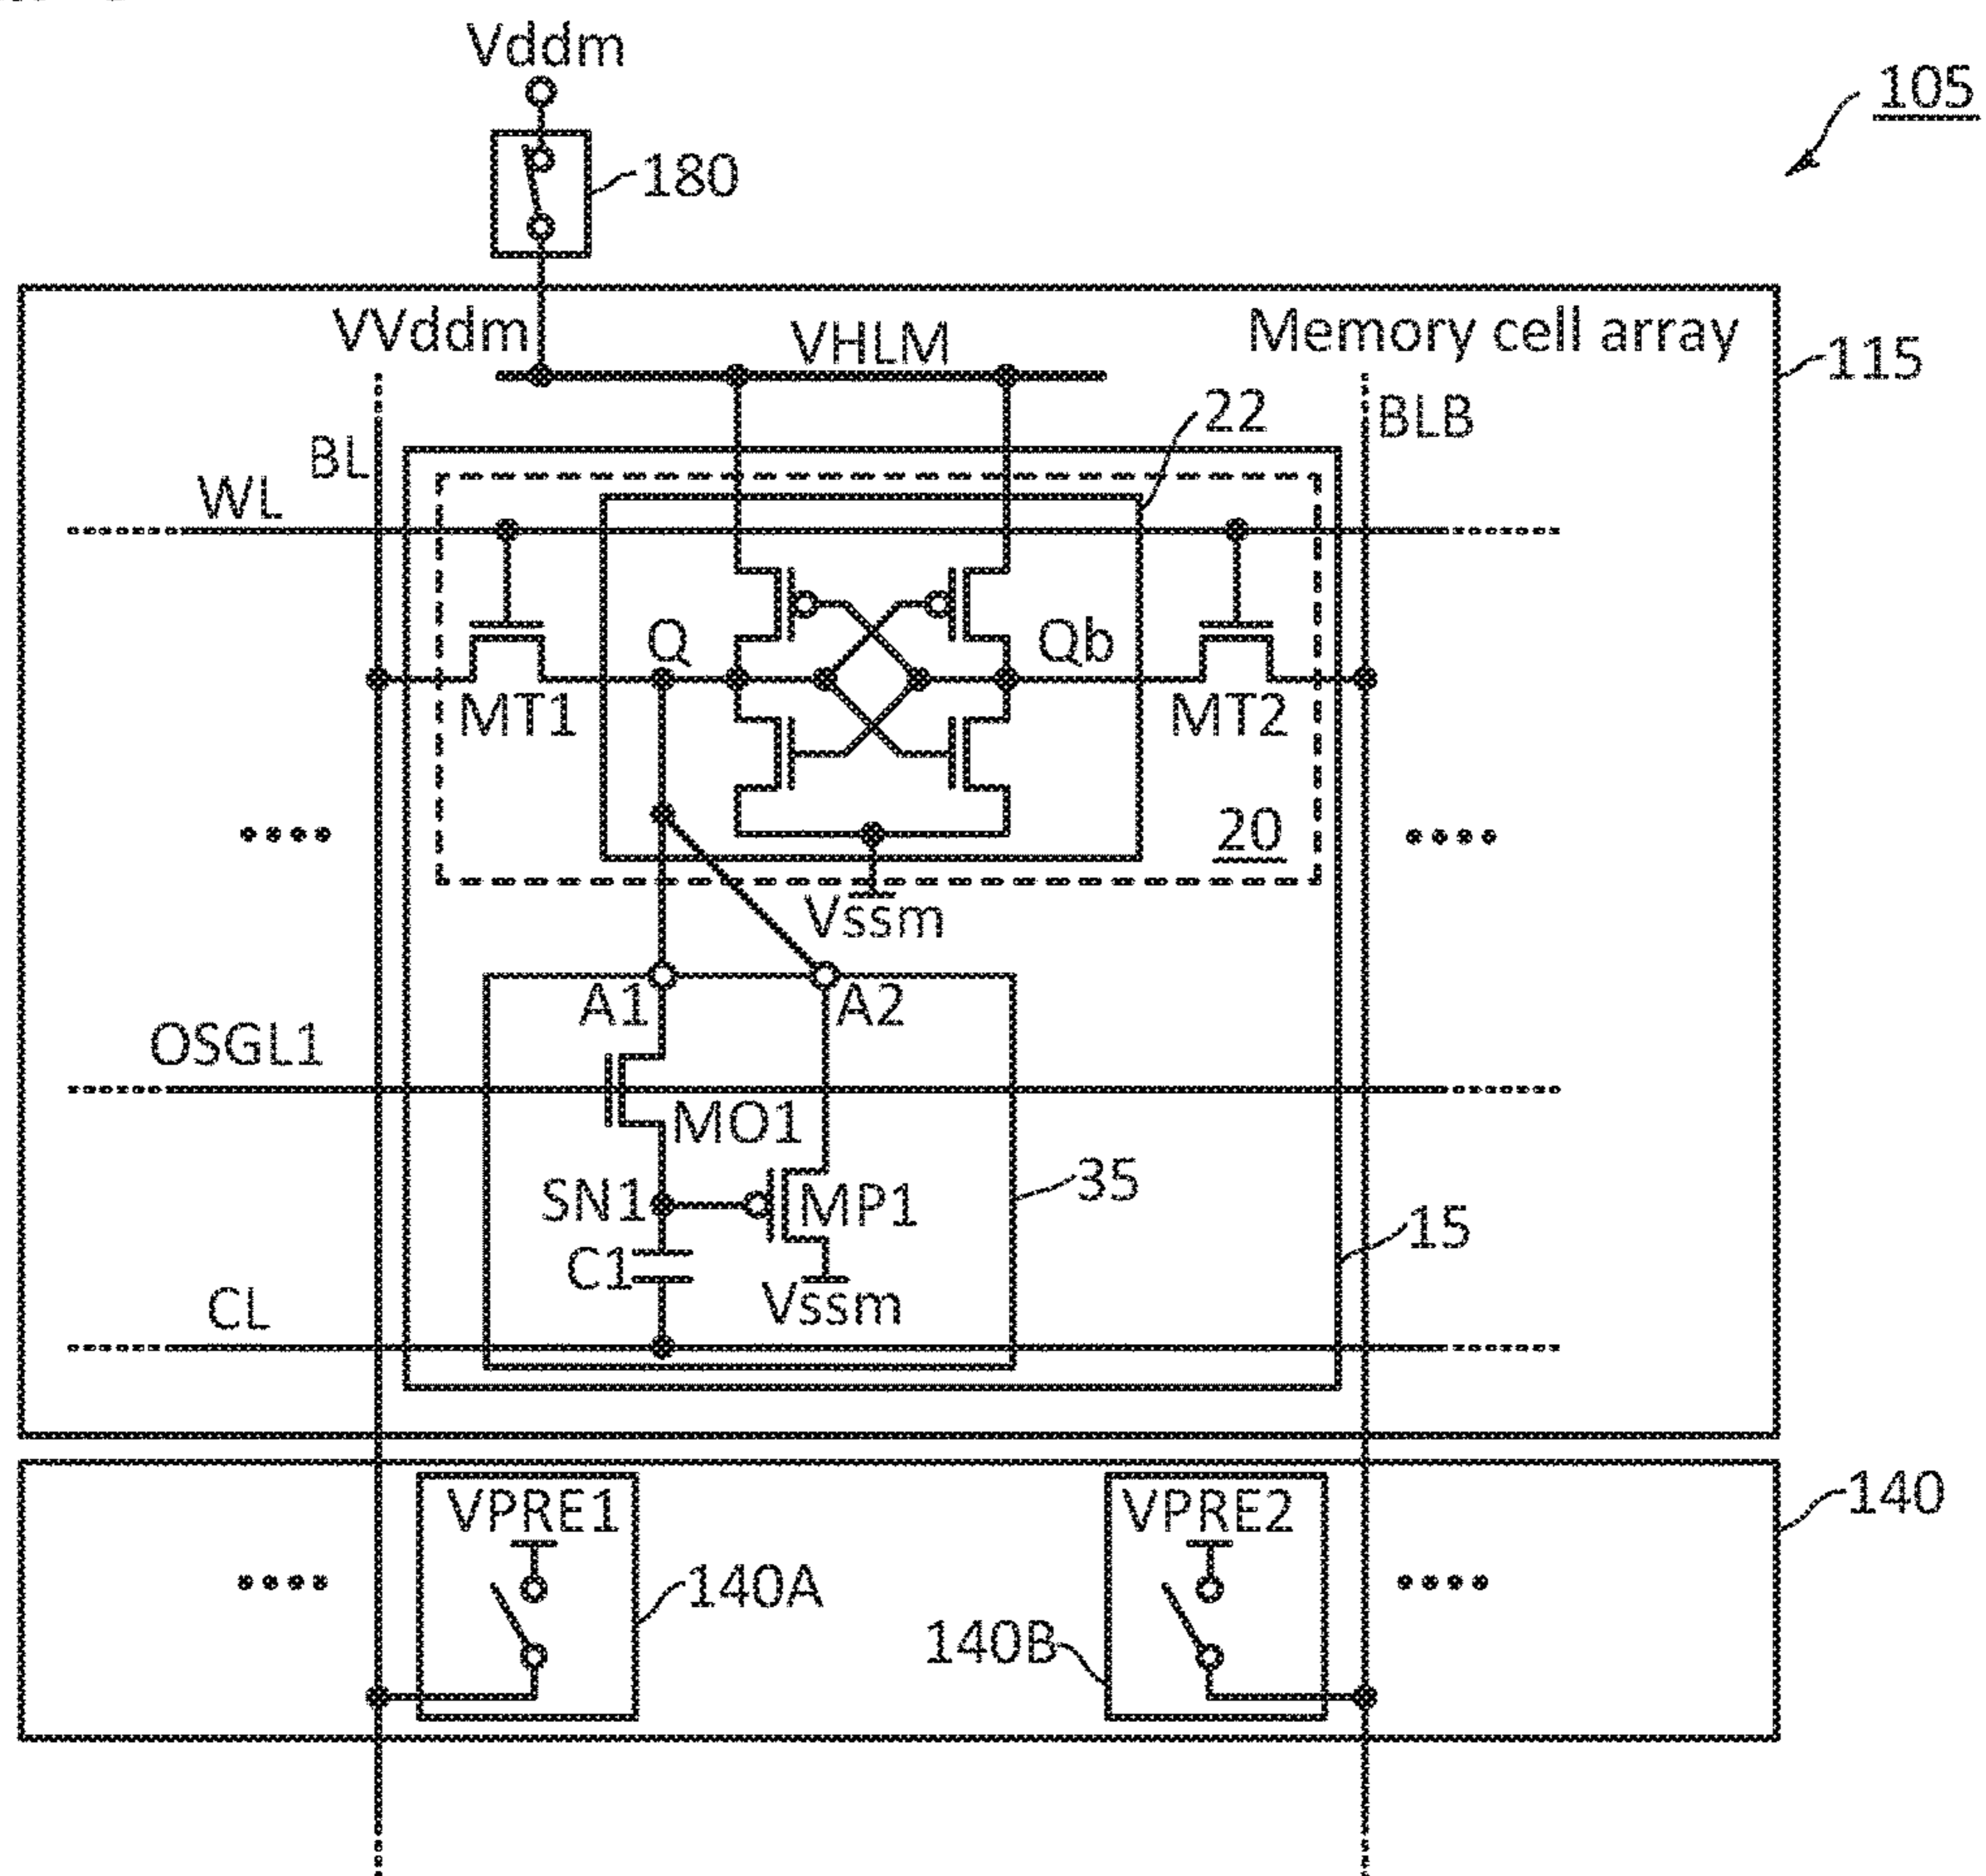 Vddm
105
180
VVddm
VHLM
Memory cell array
115
22
BLB
BL
WL
Q
Qb
MT1
MT2
20
Vssm
A1
A2
OSGL1
MO1
35
SN1
MP1
15
C1
Vssm
CL
VPRE1
VPRE2
140
140A
140B